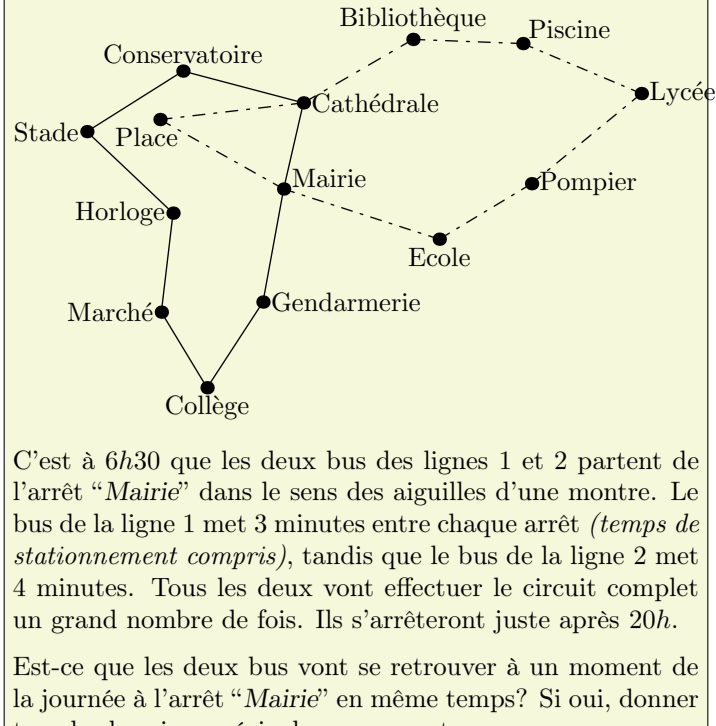 Bibliothèque
Piscine
Conservatoire
Lycée
Cathédrale
Stade
Place
Mairie
Pompier
Horloge
Ecole
Gendarmerie
Marché
Collège
C'est à 6h30 que les deux bus des lignes 1 et 2 partent de
l'arrêt “Mairie” dans le sens des aiguilles d'une montre. Le
bus de la ligne 1 met 3 minutes entre chaque arrêt (temps de
stationnement compris), tandis que le bus de la ligne 2 met
4 minutes. Tous les deux vont effectuer le circuit complet
un grand nombre de fois. Ils s'arrêteront juste après 20h.
Est-ce que les deux bus vont se retrouver à un moment de
la journée à l'arrêt “Mairie” en même temps? Si oui, donner